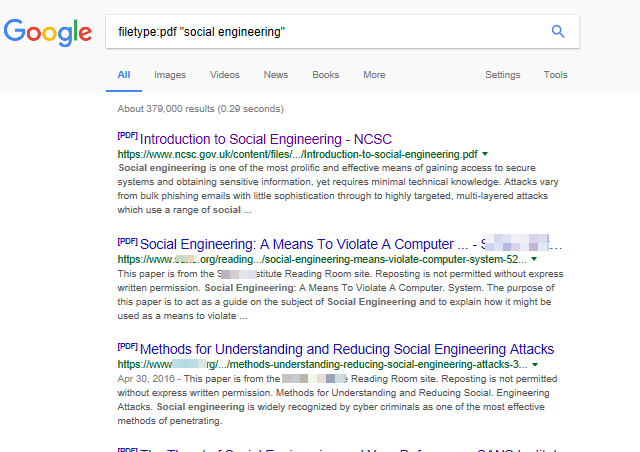 Google
filetype:pdf "social engineering"
All Images Videos News Books More Settings Tools
About 379,000 results (0.29 seconds)
[PDF] Introduction to Social Engineering - NCSC
https://www.ncsc.gov.uk/content/files/.../Introduction-to-social-engineering.pdf
Social engineering is one of the most prolific and effective means of gaining access to secure
systems and obtaining sensitive information, yet requires minimal technical knowledge. Attacks vary
from bulk phishing emails with little sophistication through to highly targeted, multi-layered attacks
which use a range of social ...
[PDF] Social Engineering: A Means To Violate A Computer ... - S
https://www. .org/reading.../social-engineering-means-violate-computer-system-52...
This paper is from the S stitute Reading Room site. Reposting is not permitted without express
written permission. Social Engineering: A Means To Violate A Computer. System. The purpose of
this paper is to act as a guide on the subject of Social Engineering and to explain how it might be
used as a means to violate ...
[PDF] Methods for Understanding and Reducing Social Engineering Attacks
https://www rg/.../methods-understanding-reducing-social-engineering-attacks-3...
Apr 30, 2016 - This paper is from the Reading Room site. Reposting is not permitted
without express written permission. Methods for Understanding and Reducing Social. Engineering
Attacks. Social engineering is widely recognized by cyber criminals as one of the most effective
methods of penetrating.